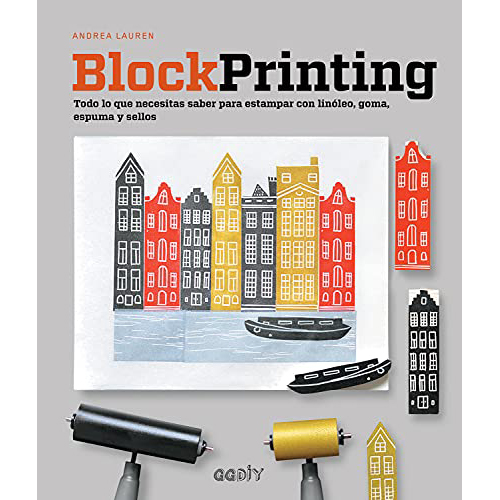 ANDREA LAUREN
BlockPrinting
Todo lo que necesitas saber para estampar con linóleo, goma,
espuma y sellos
GGDIY